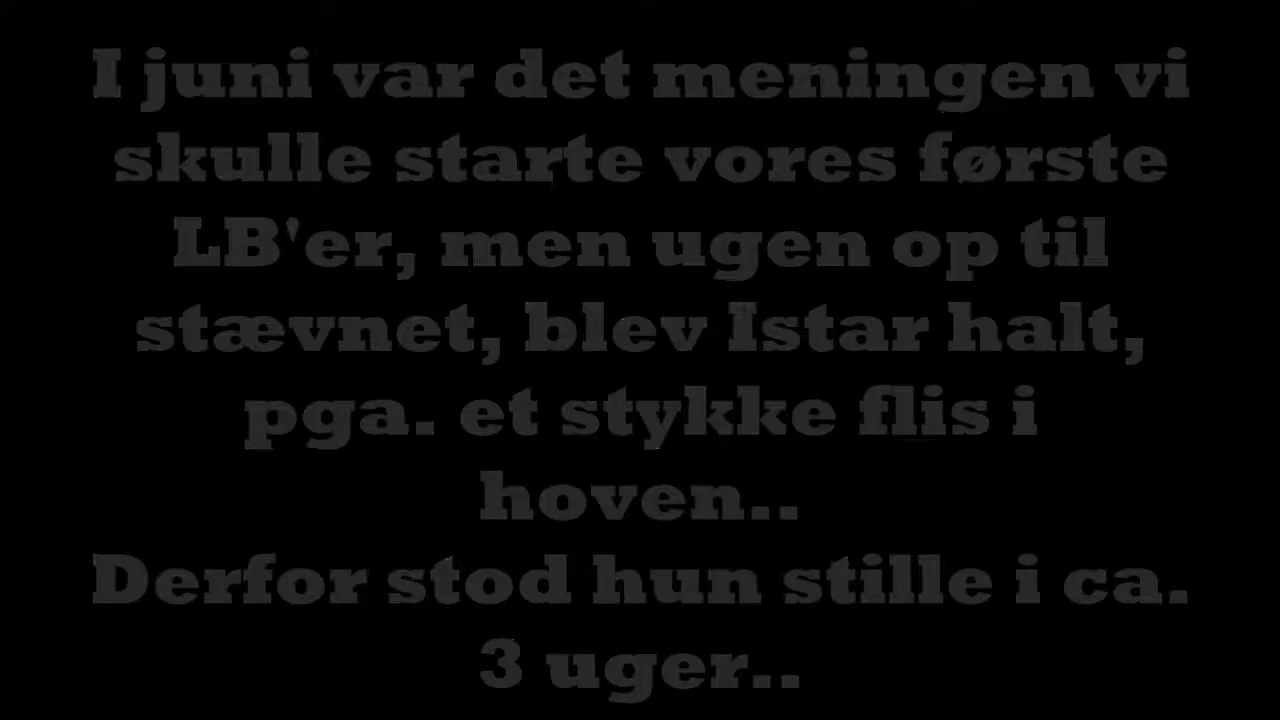 I juni var det meningen vi
skulle starte vores første
LB'er, men ugen op til
stævnet, blev Istar halt,
pga. et stykke flis i
hoven..
Derfor stod hun stille i ca.
3 uger..